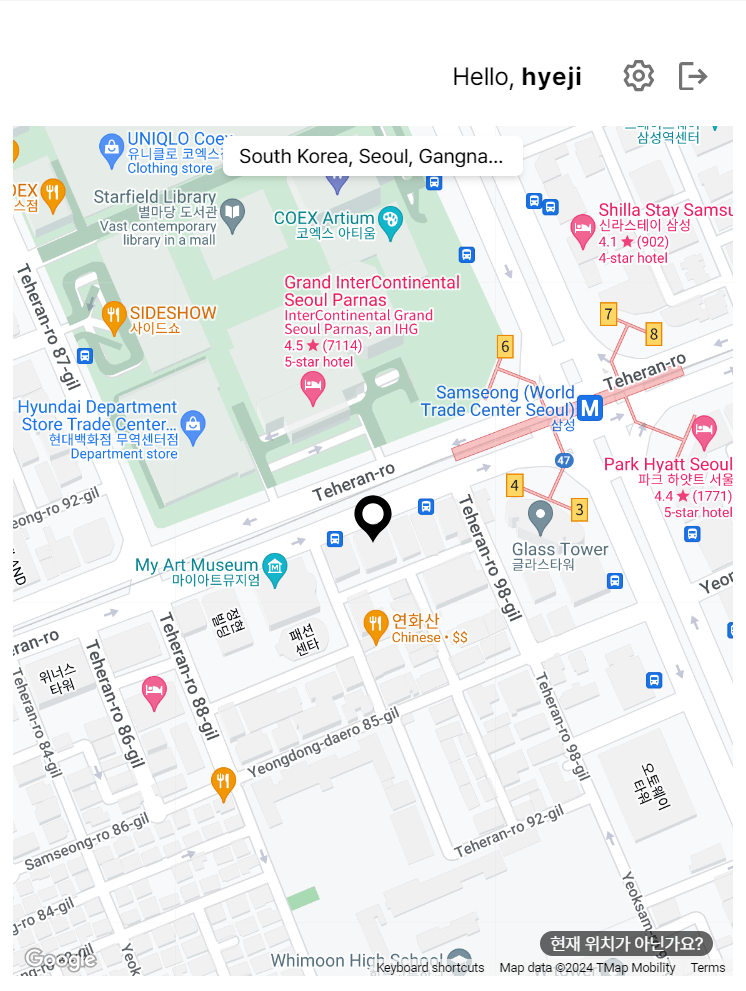 Hello, hyeji
UNIQLO Coex
유니클로 코엑스
Clothing store
South Korea, Seoul, Gangna...
삼성역센터
Starfield Library
별마당 도서관
Vast contemporary
library in a mall
스점
COEX Artium
코엑스 아티움
Shilla Stay Samsu
신라스테이 삼성
4.1 ★ (902)
4-star hotel
Teheran-ro 87-gil
SIDESHOW
사이드쇼
Grand InterContinental
Seoul Parnas
InterContinental Grand
Seoul Parnas, an IHG
4.5 ★ (7114)
5-star hotel
7
8
6
Teheran-ro
Samseong (World
Trade Center Seoul)
삼성
M
Hyundai Department
Store Trade Center...
현대백화점 무역센터점
Department store
Park Hyatt Seoul
파크 하얏트 서울
4.4 ★ (1771)
5-star hotel
47
4
3
Teheran-ro
eong-ro 92-gil
LAND
Teheran-ro 98-gil
Glass Tower
글라스타워
My Art Museum
마이아트뮤지엄
Yeon
연화산
Chinese • $$
정현
빌딩
패션
센타
ran-ro
위너스
타워
Teheran-ro 84-gil
Teheran-ro 86-gil
Teheran-ro 88-gil
Teheran-ro 98-gil
Yeongdong-daero 85-gil
오토웨이
타워
Samseong-ro 86-gil
Teheran-ro 92-gil
g-ro 84-gil
Whimoon High School
현재 위치가 아닌가요?
Google
Keyboard shortcuts
Map data ©2024 TMap Mobility
Terms